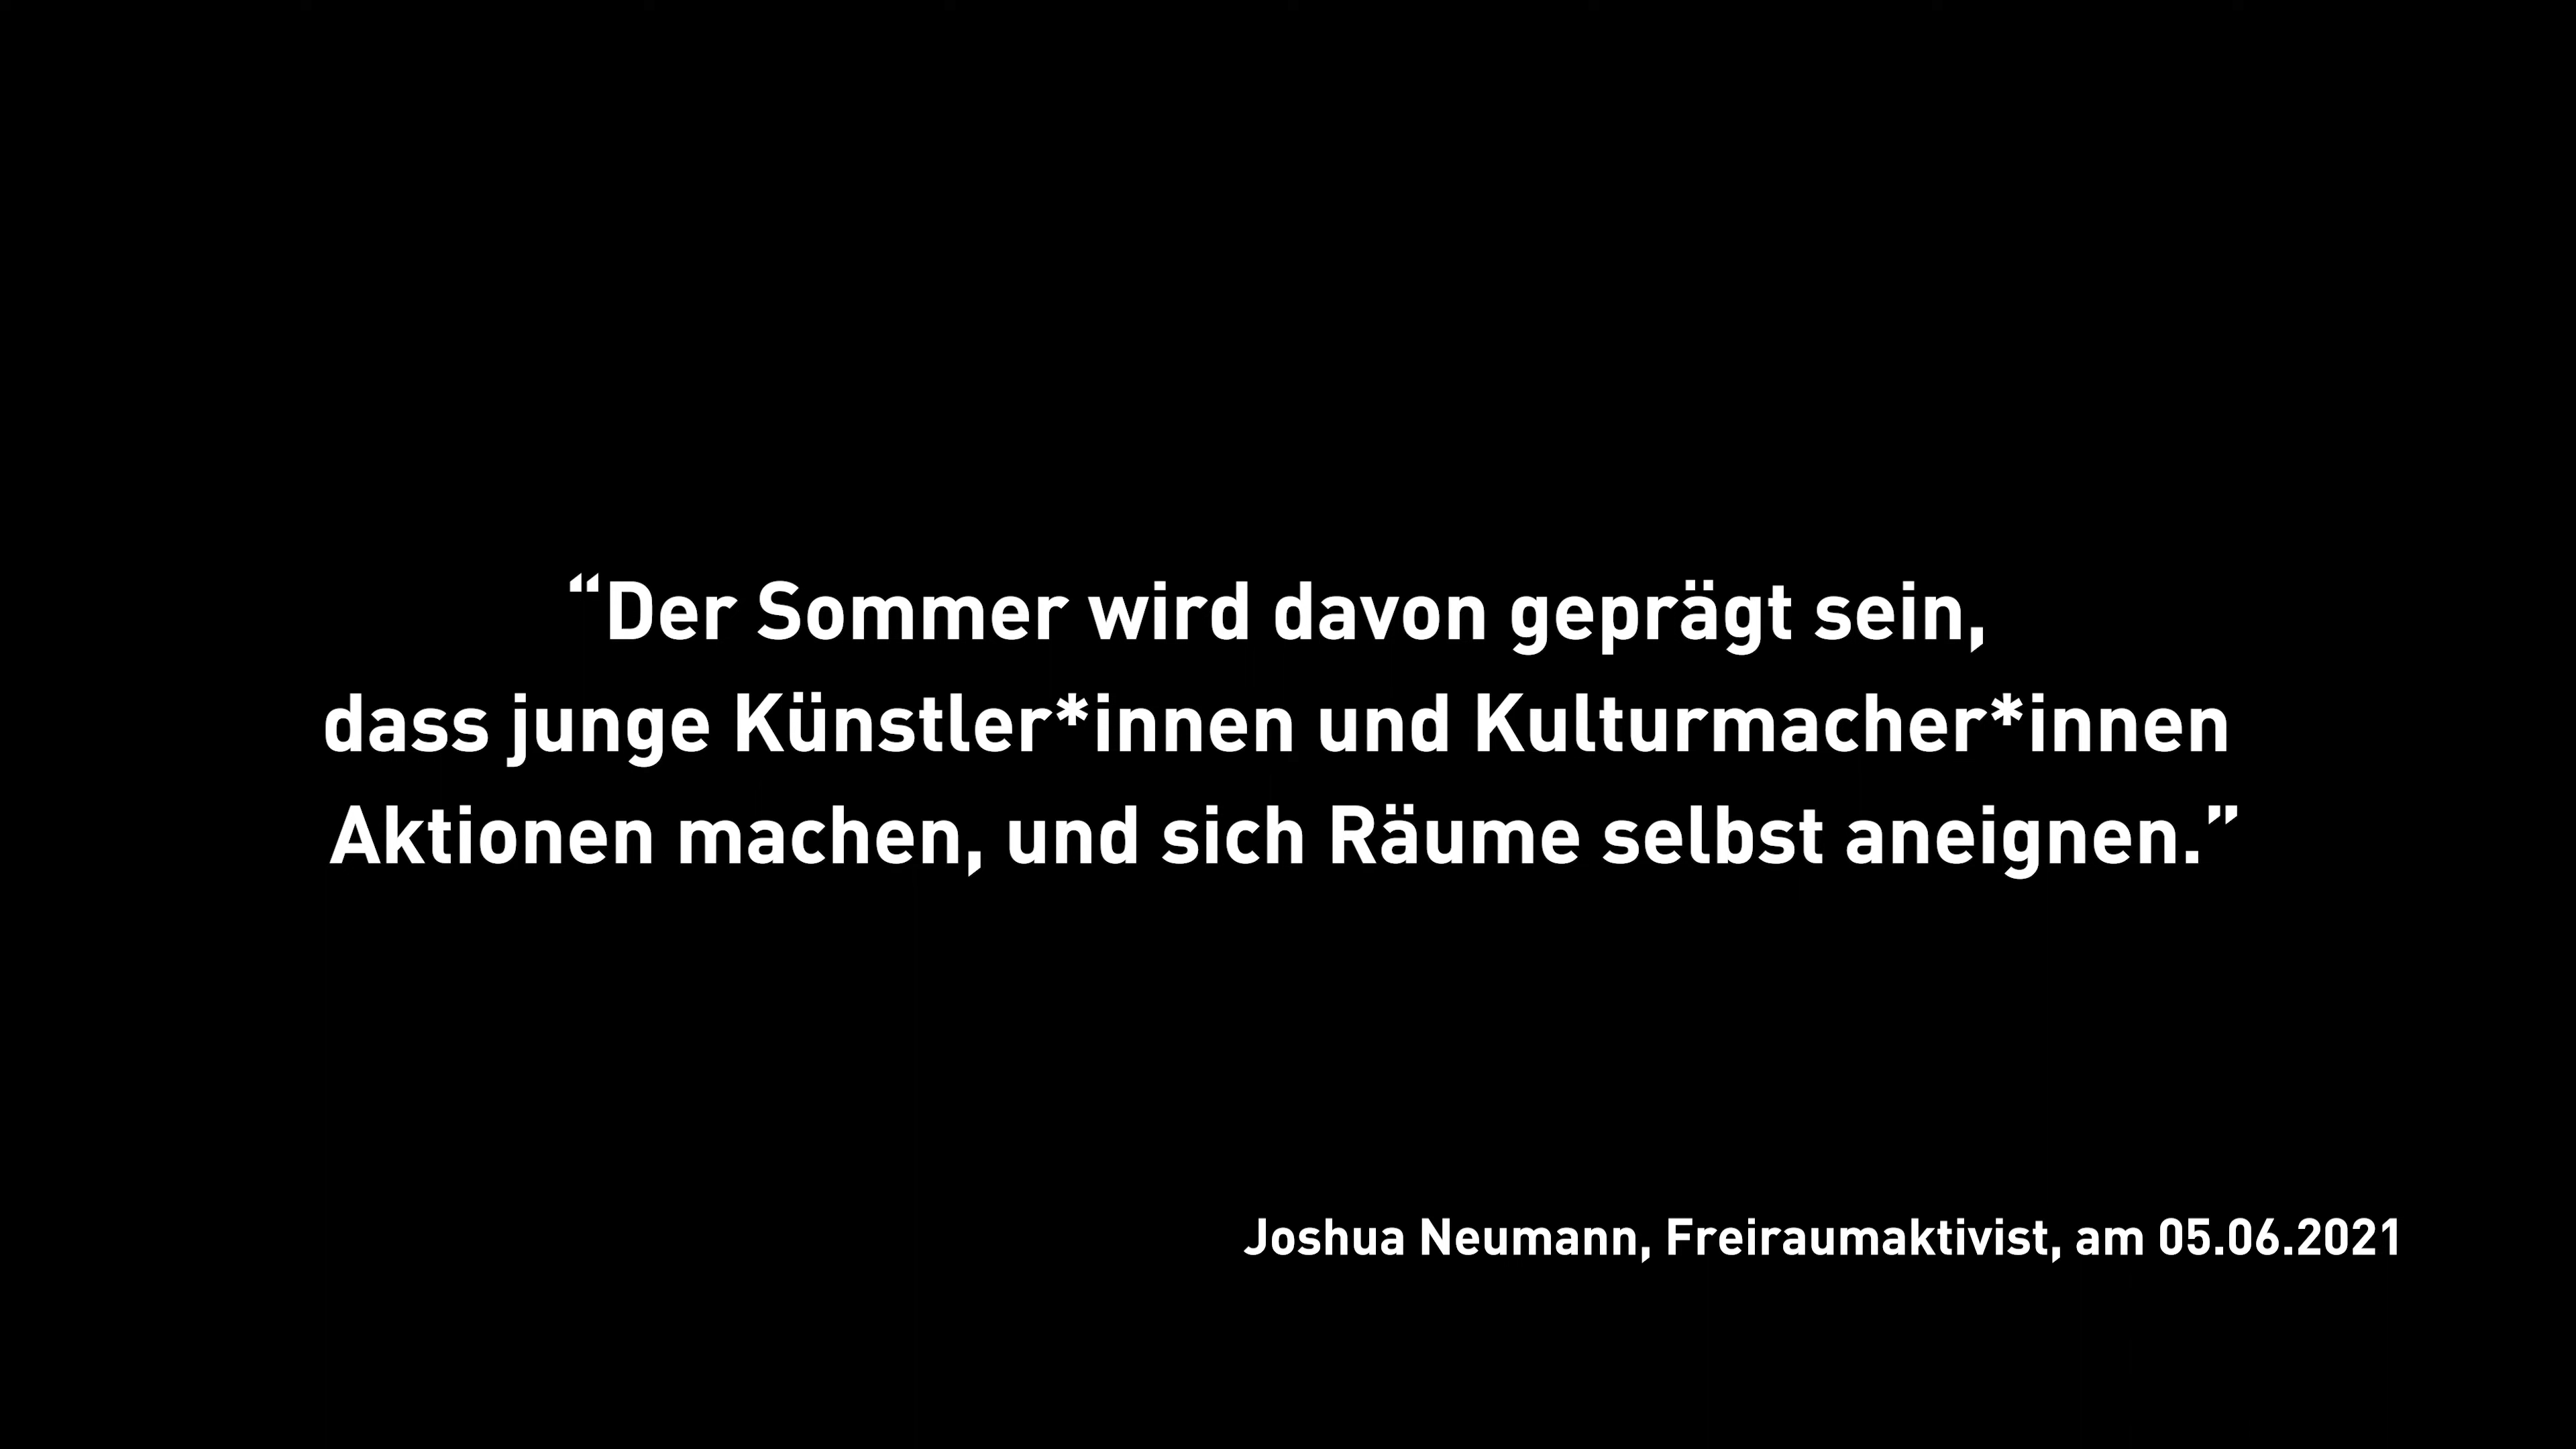 “Der Sommer wird davon geprägt sein,
dass junge Künstler*innen und Kulturmacher*innen
Aktionen machen, und sich Räume selbst aneignen.”
Joshua Neumann, Freiraumaktivist, am 05.06.2021